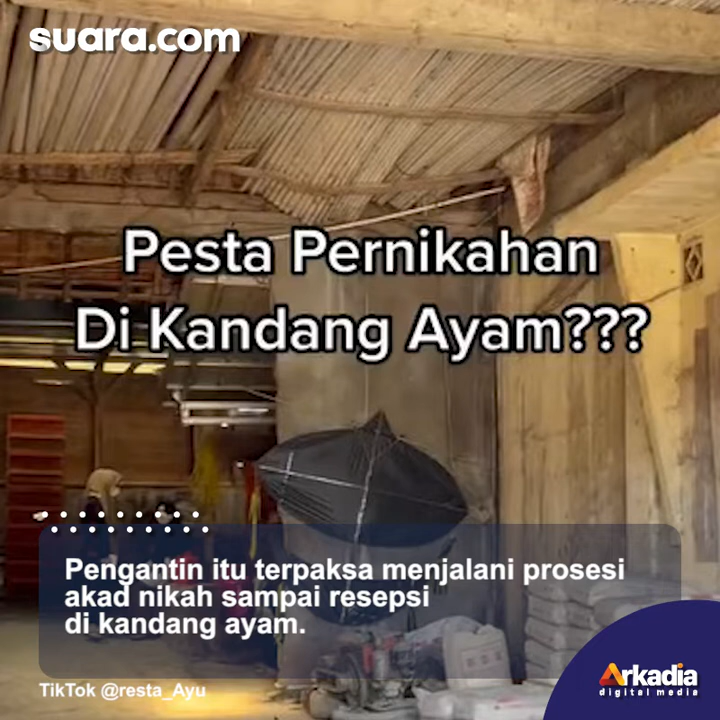 suara.com
Pesta Pernikahan
Di Kandang Ayam???
Pengantin itu terpaksa menjalani prosesi
akad nikah sampai resepsi
di kandang ayam.
TikTok @resta_Ayu
Arkadia
digital media